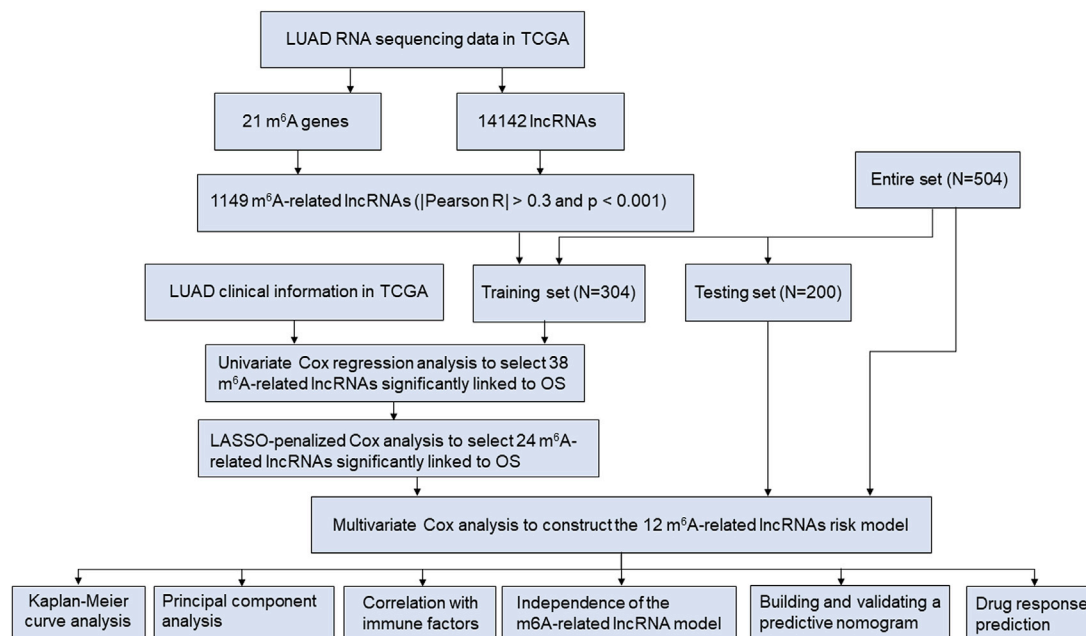 LUAD RNA sequencing data in TCGA
21 m⁶A genes
14142 lncRNAs
Entire set (N=504)
1149 m⁶A-related lncRNAs (|Pearson R| > 0.3 and p < 0.001)
LUAD clinical information in TCGA
Training set (N=304)
Testing set (N=200)
Univariate Cox regression analysis to select 38
m⁶A-related lncRNAs significantly linked to OS
LASSO-penalized Cox analysis to select 24 m⁶A-
related lncRNAs significantly linked to OS
Multivariate Cox analysis to construct the 12 m⁶A-related lncRNAs risk model
Kaplan-Meier
curve analysis
Principal component
analysis
Correlation with
immune factors
Independence of the
m6A-related lncRNA model
Building and validating a
predictive nomogram
Drug response
prediction